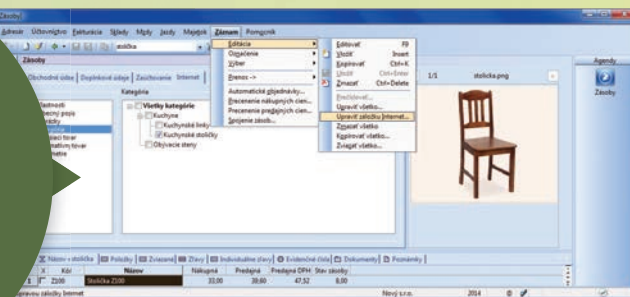 Zásoby
Adresár Účtovníctvo Fakturácia Sklady Mzdy Jazdy Majetok Záznam Pomocník
stolička
Zásoby
Obchodné údaje Doplnkové údaje Zaúčtovanie Internet
Kategória
Všetky kategórie
Kuchyne
Kuchynské linky
Kuchynské stoličky
Obývacie steny
Editácia
Označenie
Výber
Prenos ->
Automatické objednávky...
Precenenie nákupných cien...
Precenenie predajných cien...
Spojenie zásob...
Editovať F9
Vložiť Insert
Kopírovať Ctrl+K
Uložiť Ctrl+Enter
Zmazať Ctrl+Delete
Prečíslovať...
Upraviť všetko...
Upraviť záložku Internet...
Zmazať všetko
Kopírovať všetko...
Zviazať všetko...
1/1 stolicka.png
Agendy
Zásoby
Názov = stolička Položky Zviazané Zľavy Individuálne zľavy Evidenčné čísla Dokumenty Poznámky
X Kód Názov Nákupná Predajná Predajná DPH Stav zásoby
1 Z100 Stolička Z100 33,00 39,60 47,52 8,00
Nový s.r.o. 2014